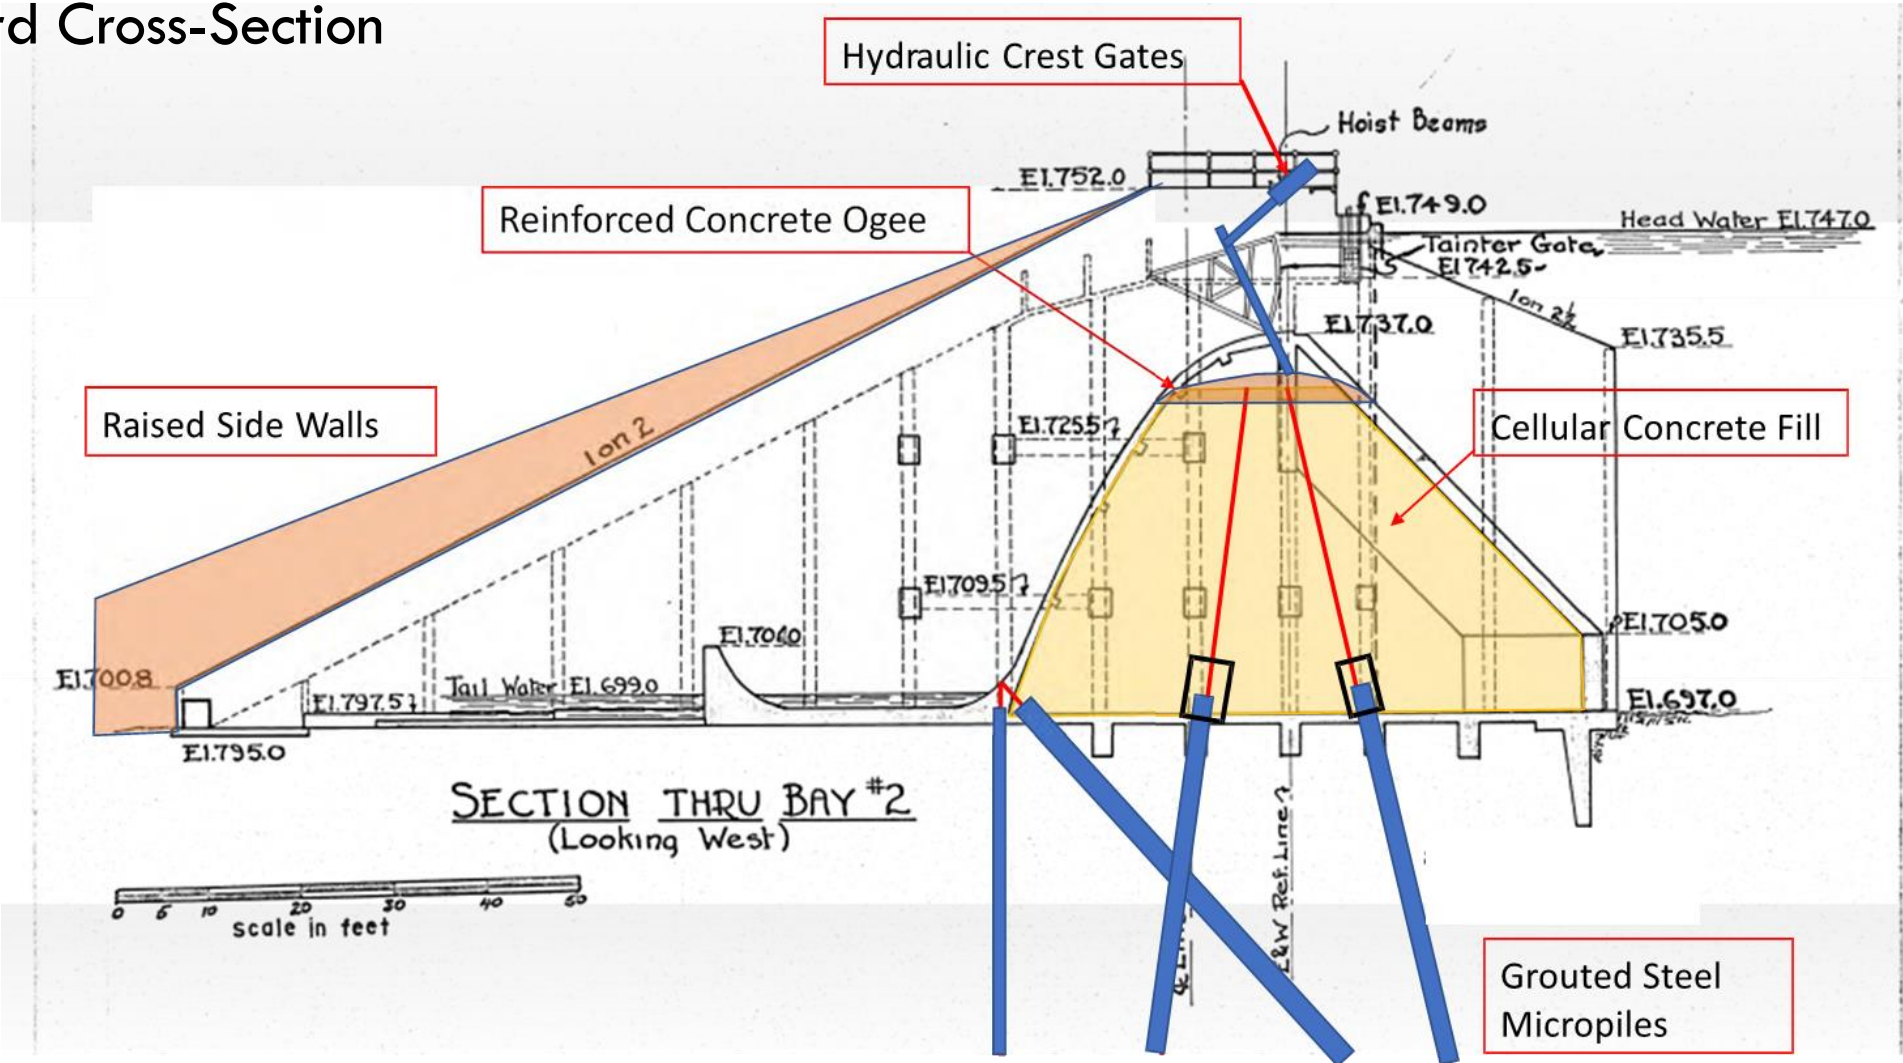 rd Cross-Section
Hydraulic Crest Gates
Hoist Beams
El.752.0
Reinforced Concrete Ogee
El.749.0
Head Water El.747.0
Tainter Gate
El 742.5
1 on 2½
El.737.0
El.735.5
Raised Side Walls
1 on 2
El.725.5
Cellular Concrete Fill
El709.5
El.706.0
El.705.0
El.700.8
Tail Water El.699.0
El.797.5
El.697.0
El.795.0
SECTION THRU BAY #2
(Looking West)
E&W Ref. Line
0 5 10 20 30 40 50
scale in feet
Grouted Steel
Micropiles